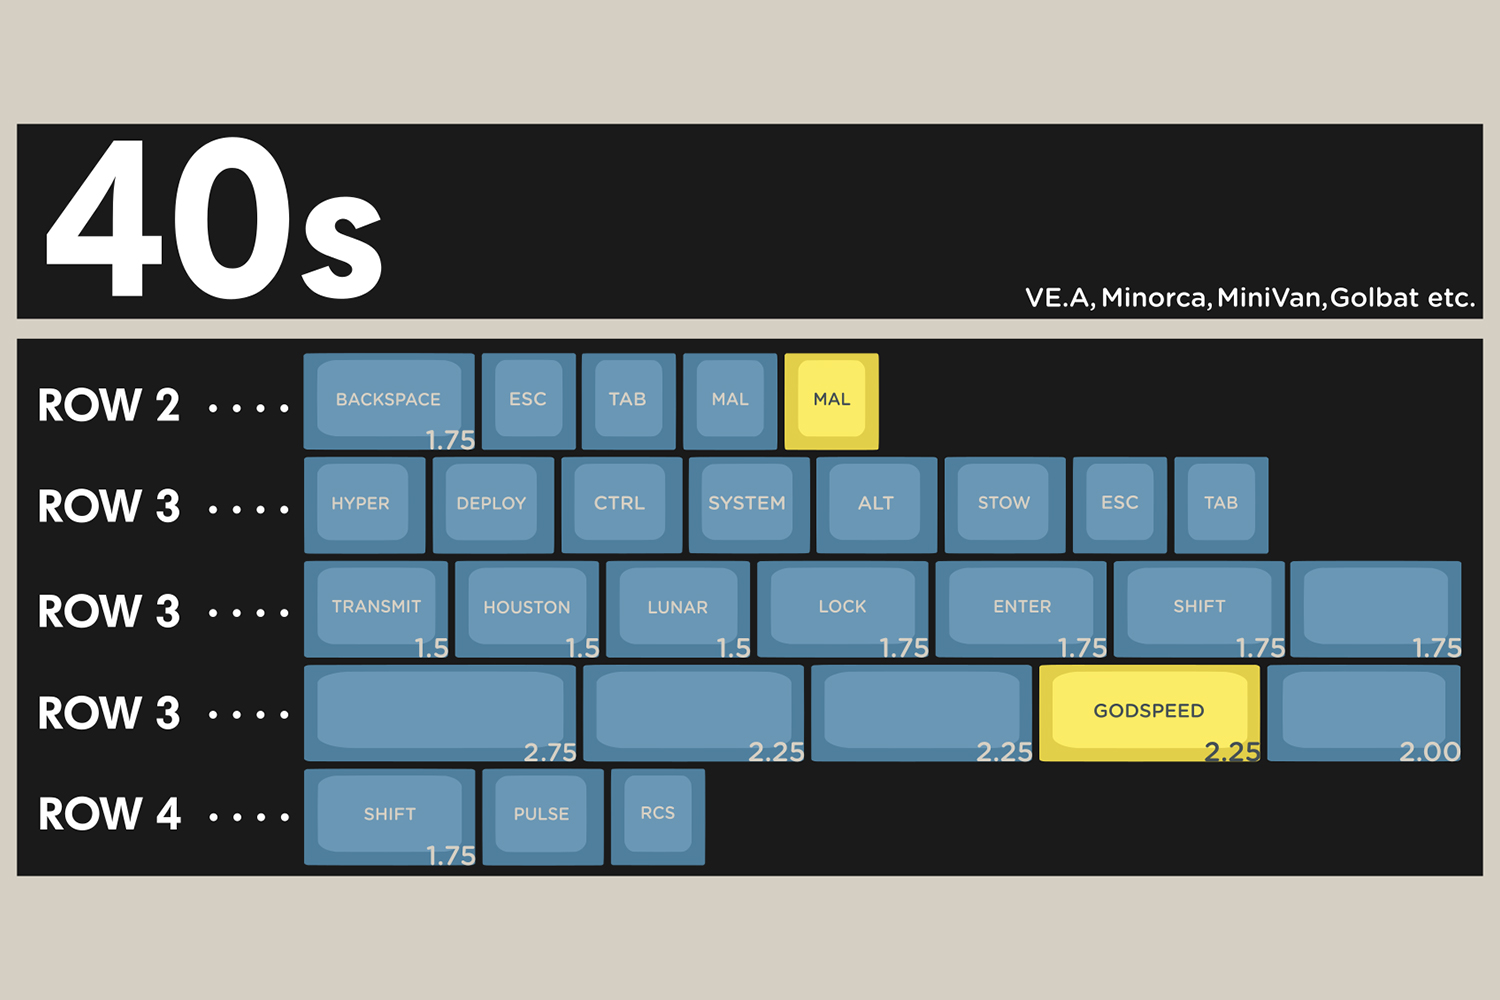 40s
VE.A, Minorca, MiniVan, Golbat etc.
ROW 2 .... BACKSPACE 1.75 ESC TAB MAL MAL
ROW 3 .... HYPER DEPLOY CTRL SYSTEM ALT STOW ESC TAB
ROW 3 .... TRANSMIT 1.5 HOUSTON 1.5 LUNAR 1.5 LOCK 1.75 ENTER 1.75 SHIFT 1.75 1.75
ROW 3 .... 2.75 2.25 2.25 GODSPEED 2.25 2.00
ROW 4 .... SHIFT 1.75 PULSE RCS